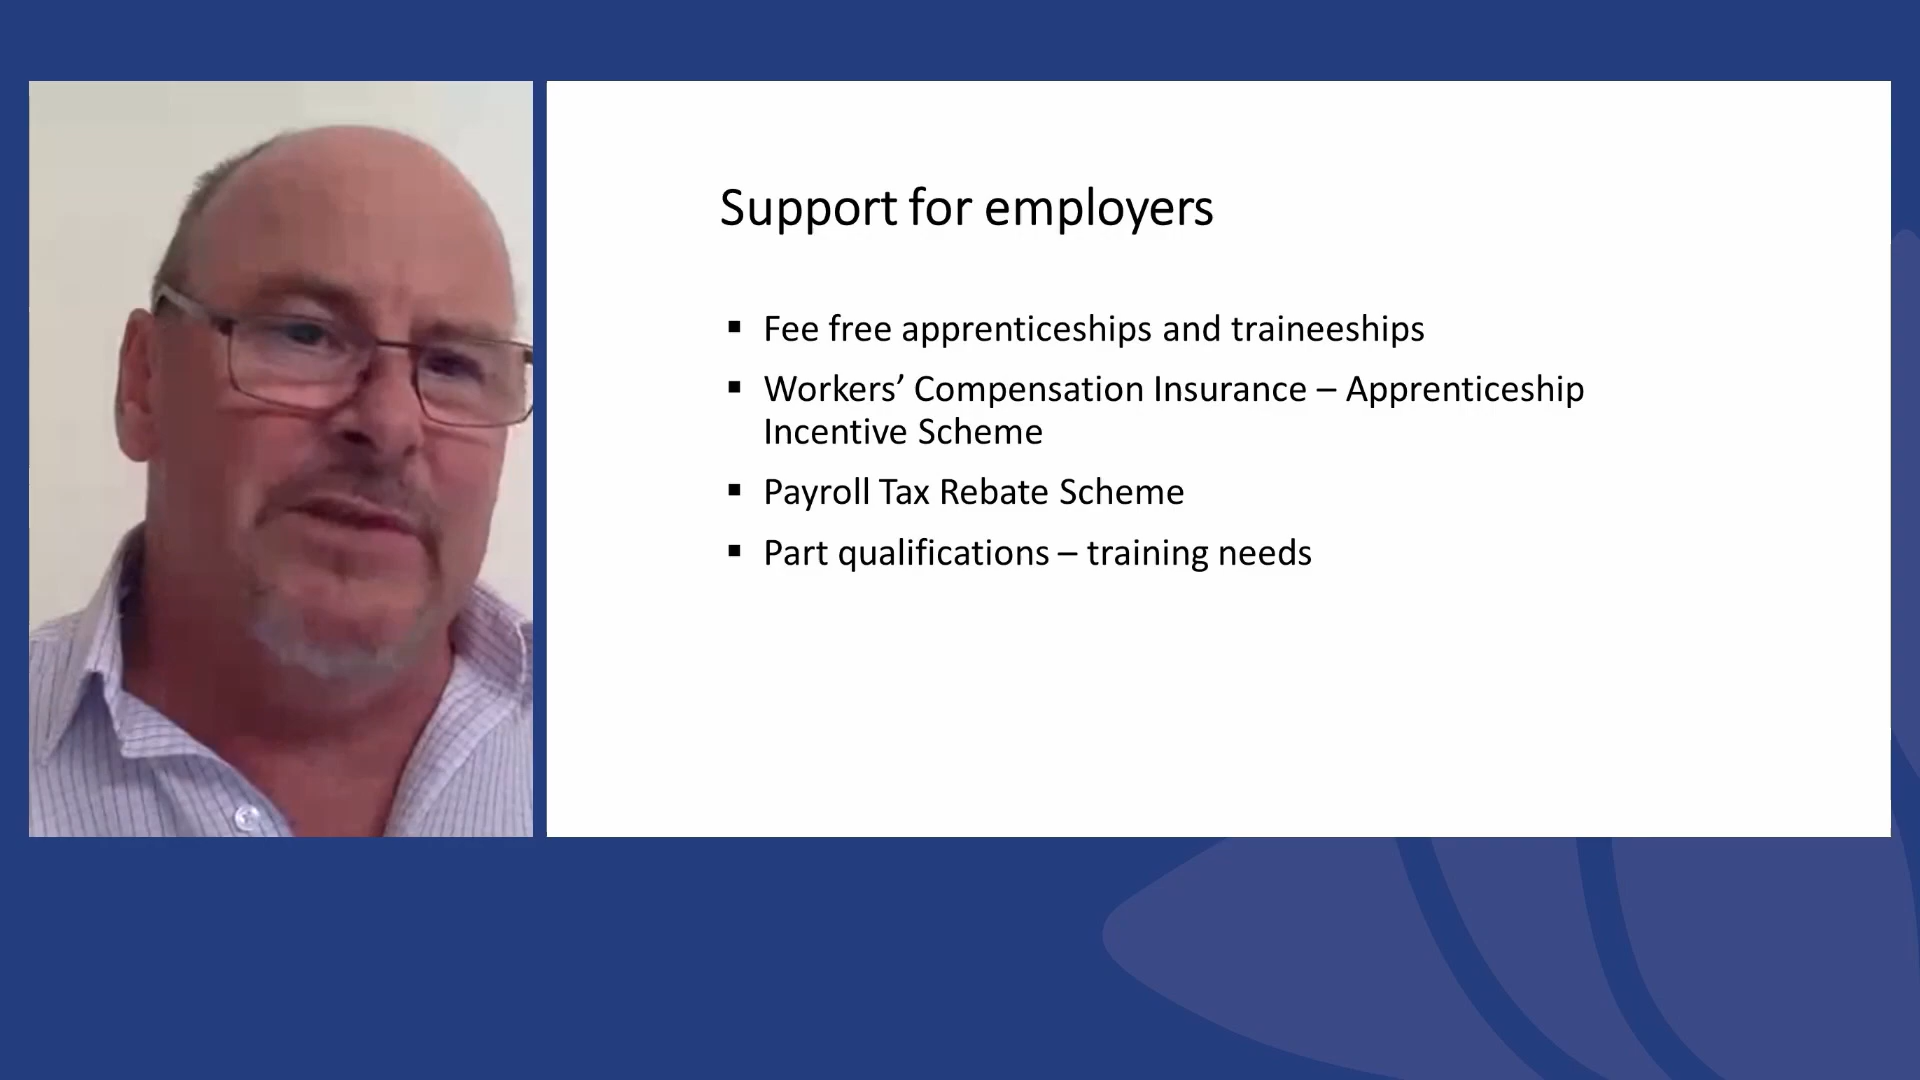 Support for employers
▪ Fee free apprenticeships and traineeships
▪ Workers’ Compensation Insurance – Apprenticeship
Incentive Scheme
▪ Payroll Tax Rebate Scheme
▪ Part qualifications – training needs